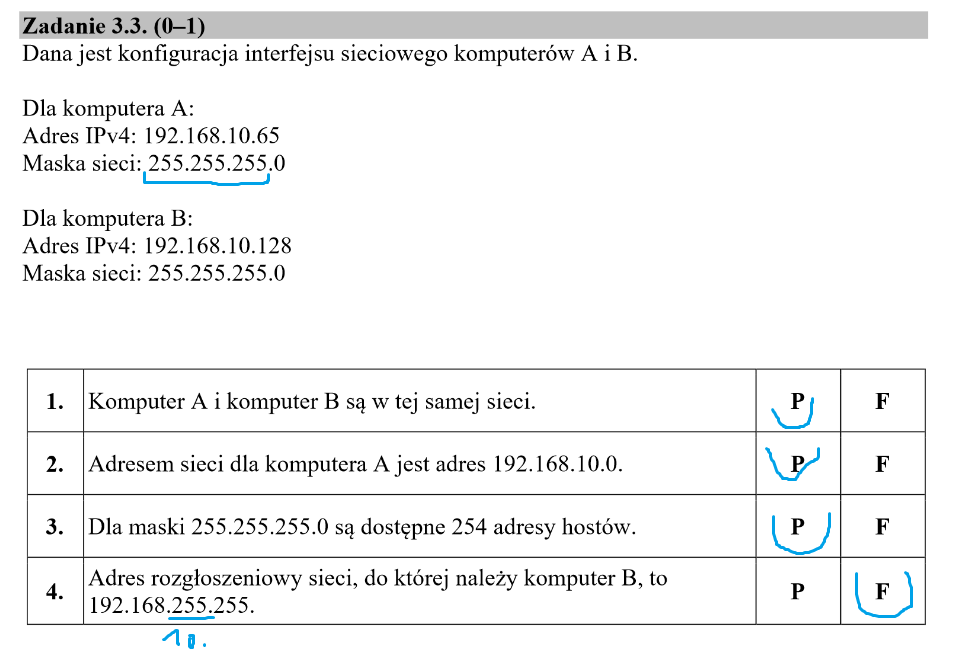 Zadanie 3.3. (0–1)
Dana jest konfiguracja interfejsu sieciowego komputerów A i B.
Dla komputera A:
Adres IPv4: 192.168.10.65
Maska sieci: 255.255.255.0
Dla komputera B:
Adres IPv4: 192.168.10.128
Maska sieci: 255.255.255.0
1. Komputer A i komputer B są w tej samej sieci. P F
2. Adresem sieci dla komputera A jest adres 192.168.10.0. P F
3. Dla maski 255.255.255.0 są dostępne 254 adresy hostów. P F
4. Adres rozgłoszeniowy sieci, do której należy komputer B, to
192.168.255.255. P F
10.